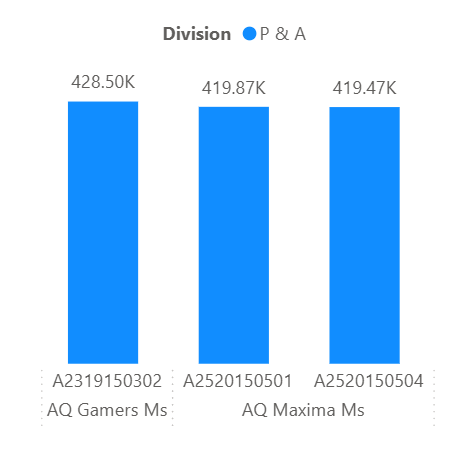 Division P & A
428.50K 419.87K 419.47K
A2319150302 A2520150501 A2520150504
AQ Gamers Ms AQ Maxima Ms